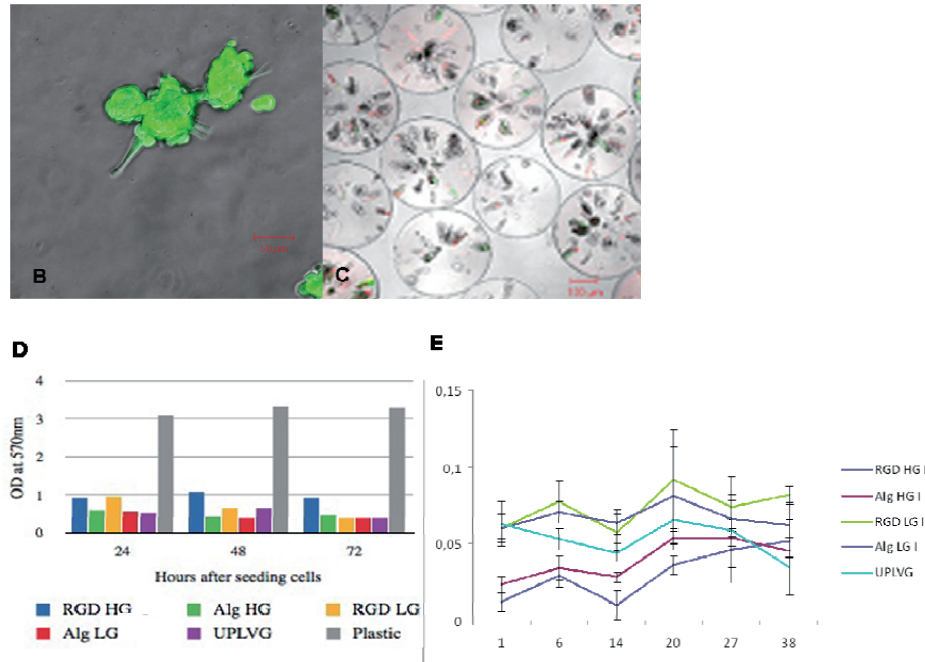 B
C
100 µm
D
E
4
3
2
1
0
OD at 570nm
24 48 72
Hours after seeding cells
RGD HG Alg HG RGD LG
Alg LG UPLVG Plastic
0,15
0,1
0,05
0
1 6 14 20 27 38
RGD HG I
Alg HG I
RGD LG I
Alg LG I
UPLVG